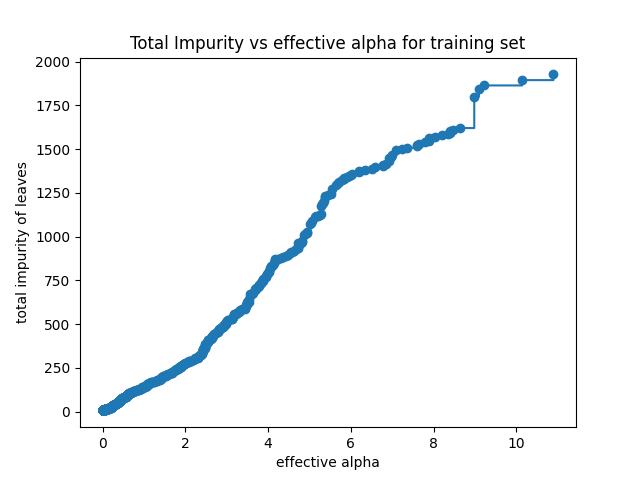 Total Impurity vs effective alpha for training set
2000
1750
1500
1250
1000
750
500
250
0
total impurity of leaves
0 2 4 6 8 10
effective alpha